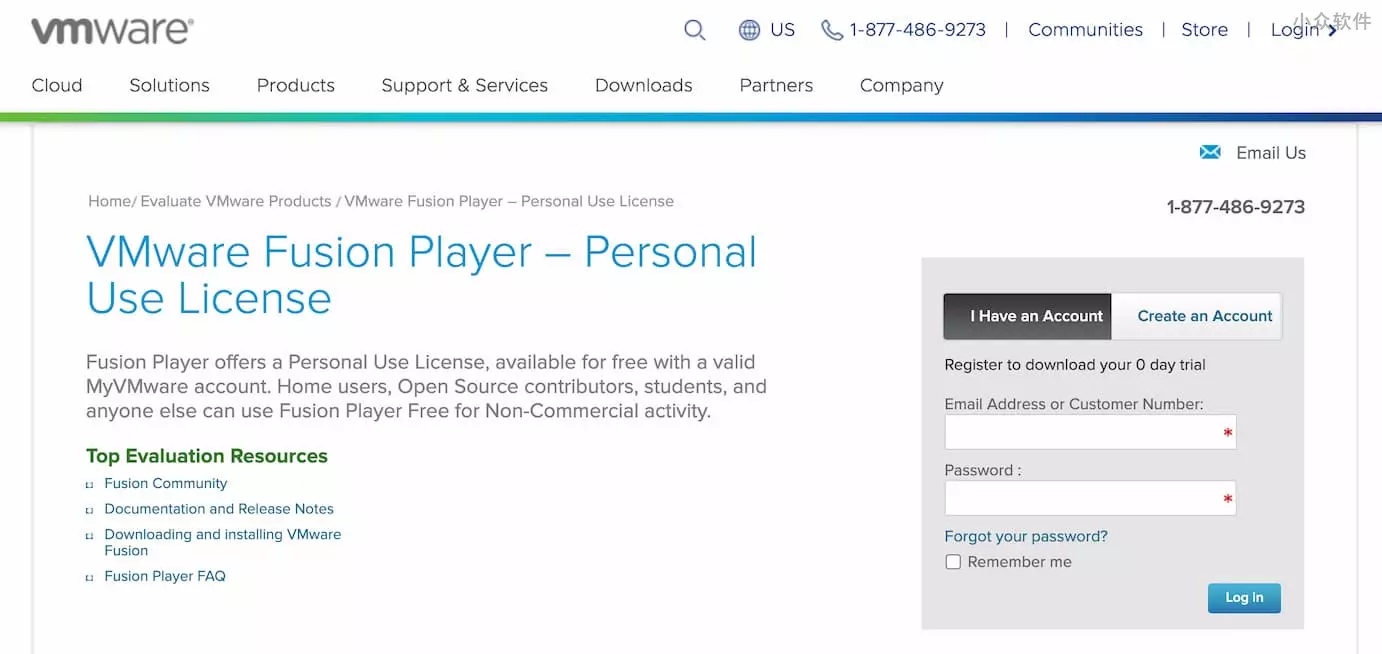 vmware®
US
1-877-486-9273
|
Communities
|
Store
|
Login
小众软件
Cloud
Solutions
Products
Support & Services
Downloads
Partners
Company
Email Us
Home/ Evaluate VMware Products / VMware Fusion Player – Personal Use License
1-877-486-9273
VMware Fusion Player – Personal
Use License
Fusion Player offers a Personal Use License, available for free with a valid
MyVMware account. Home users, Open Source contributors, students, and
anyone else can use Fusion Player Free for Non-Commercial activity.
Top Evaluation Resources
Fusion Community
Documentation and Release Notes
Downloading and installing VMware
Fusion
Fusion Player FAQ
I Have an Account
Create an Account
Register to download your 0 day trial
Email Address or Customer Number:
*
Password :
*
Forgot your password?
Remember me
Log In